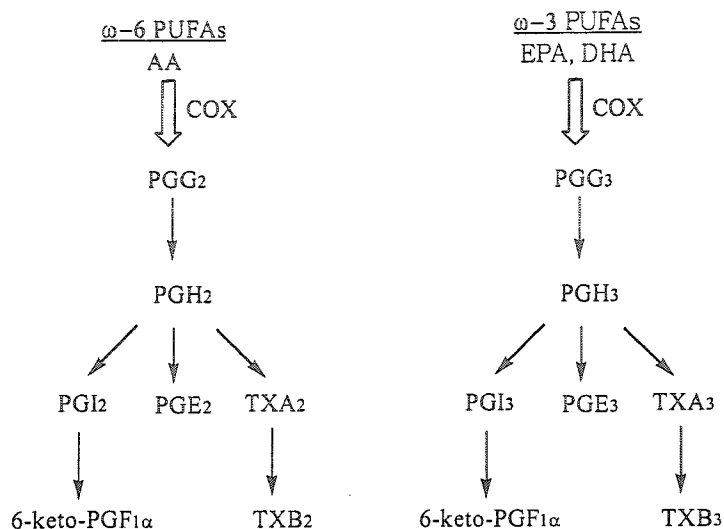 ω-6 PUFAs
AA
COX
PGG2
PGH2
PGI2 PGE2 TXA2
6-keto-PGF1α TXB2
ω-3 PUFAs
EPA, DHA
COX
PGG3
PGH3
PGI3 PGE3 TXA3
6-keto-PGF1α TXB3